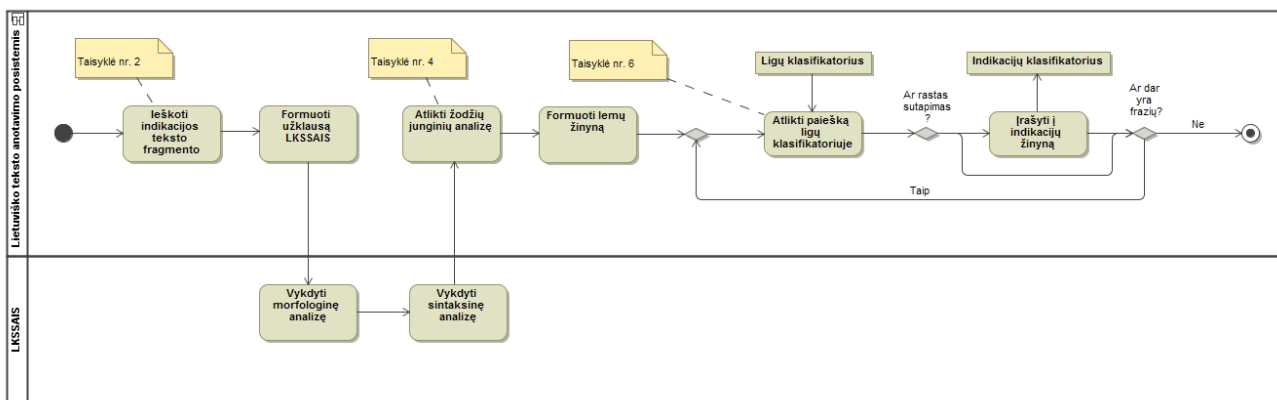 Lietuviško teksto anotavimo posistemis
Taisyklė nr. 2
Taisyklė nr. 4
Taisyklė nr. 6
Ligų klasifikatorius
Indikacijų klasifikatorius
Ieškoti
indikacijos
teksto
fragmento
Formuoti
užklausą
LKSSAIS
Atlikti žodžių
junginių analizę
Formuoti lemų
žinyną
Atlikti paiešką
ligų
klasifikatoriuje
Ar rastas
sutapimas
?
Įrašyti į
indikacijų
žinyną
Ar dar
yra
frazių?
Ne
Taip
LKSSAIS
Vykdyti
morfologinę
analizę
Vykdyti
sintaksinę
analizę